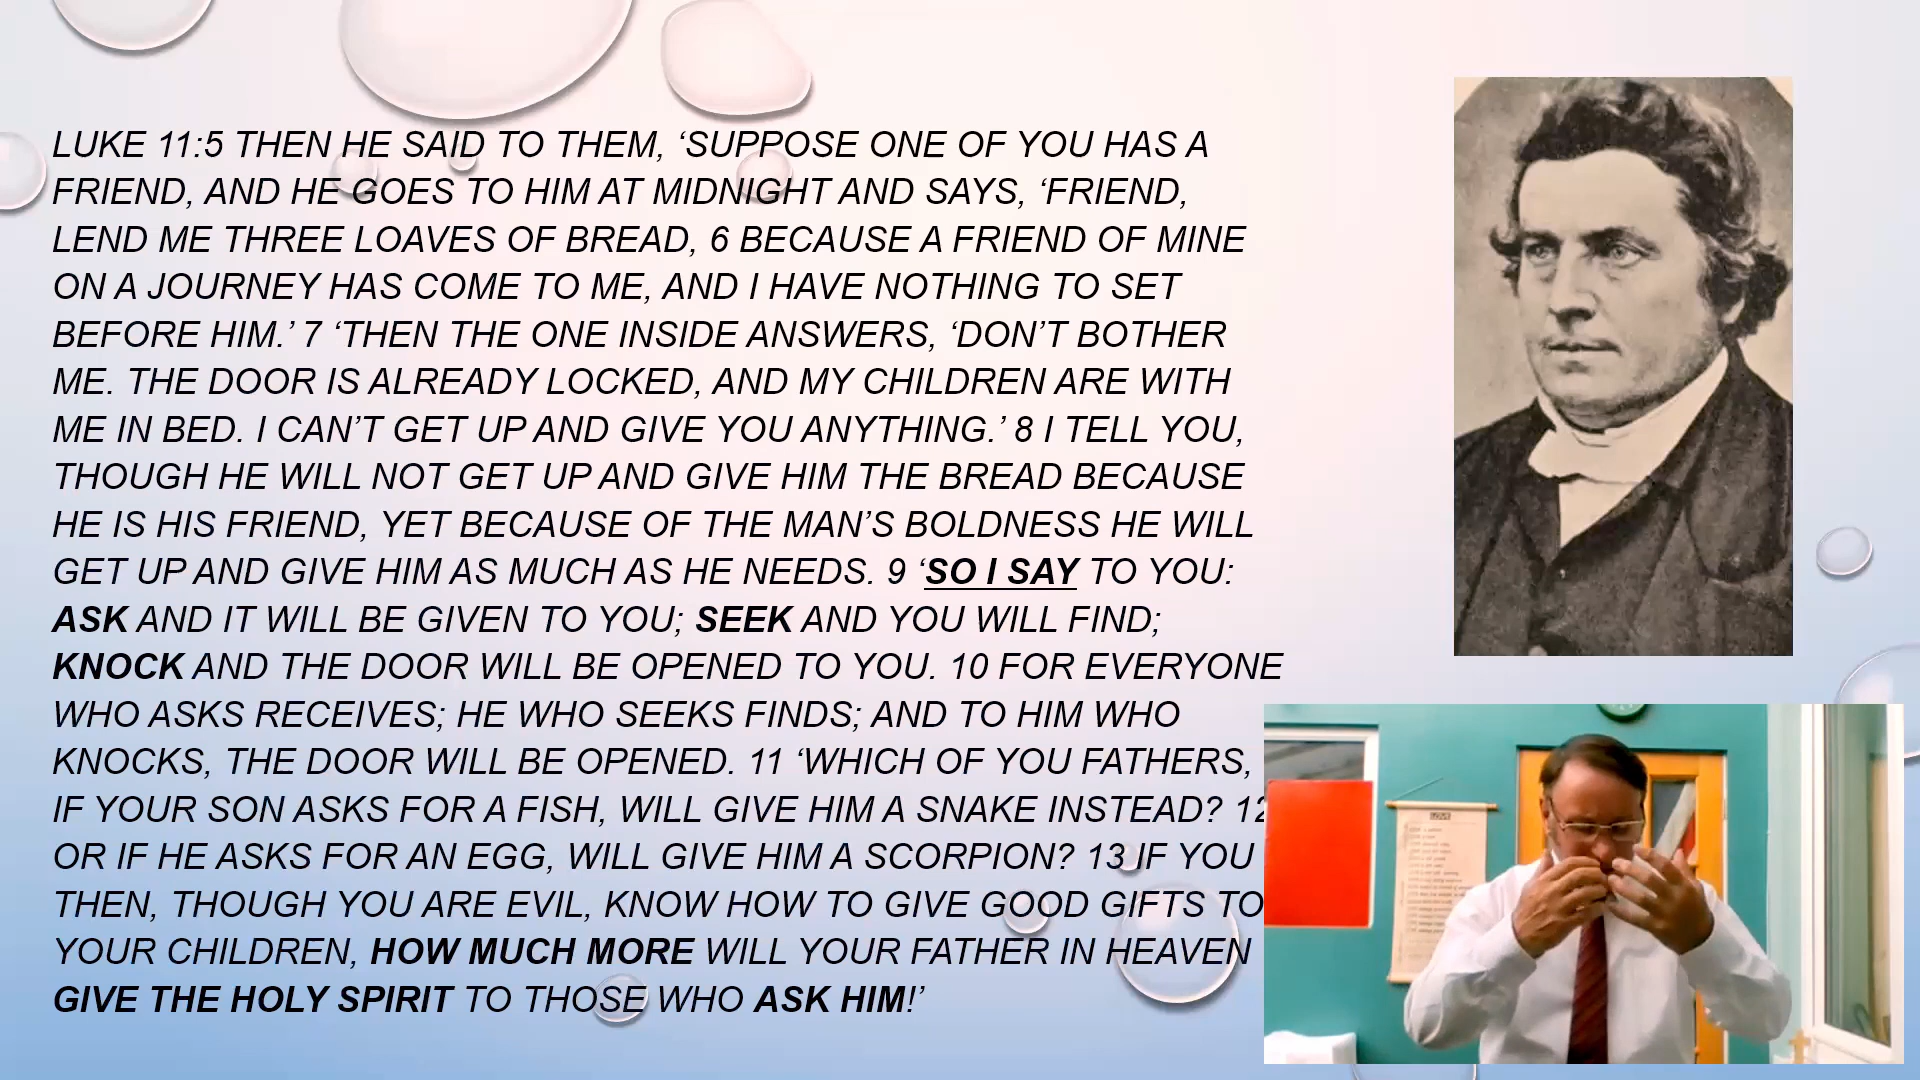 LUKE 11:5 THEN HE SAID TO THEM, ‘SUPPOSE ONE OF YOU HAS A
FRIEND, AND HE GOES TO HIM AT MIDNIGHT AND SAYS, ‘FRIEND,
LEND ME THREE LOAVES OF BREAD, 6 BECAUSE A FRIEND OF MINE
ON A JOURNEY HAS COME TO ME, AND I HAVE NOTHING TO SET
BEFORE HIM.’ 7 ‘THEN THE ONE INSIDE ANSWERS, ‘DON’T BOTHER
ME. THE DOOR IS ALREADY LOCKED, AND MY CHILDREN ARE WITH
ME IN BED. I CAN’T GET UP AND GIVE YOU ANYTHING.’ 8 I TELL YOU,
THOUGH HE WILL NOT GET UP AND GIVE HIM THE BREAD BECAUSE
HE IS HIS FRIEND, YET BECAUSE OF THE MAN’S BOLDNESS HE WILL
GET UP AND GIVE HIM AS MUCH AS HE NEEDS. 9 ‘SO I SAY TO YOU:
ASK AND IT WILL BE GIVEN TO YOU; SEEK AND YOU WILL FIND;
KNOCK AND THE DOOR WILL BE OPENED TO YOU. 10 FOR EVERYONE
WHO ASKS RECEIVES; HE WHO SEEKS FINDS; AND TO HIM WHO
KNOCKS, THE DOOR WILL BE OPENED. 11 ‘WHICH OF YOU FATHERS,
IF YOUR SON ASKS FOR A FISH, WILL GIVE HIM A SNAKE INSTEAD? 12
OR IF HE ASKS FOR AN EGG, WILL GIVE HIM A SCORPION? 13 IF YOU
THEN, THOUGH YOU ARE EVIL, KNOW HOW TO GIVE GOOD GIFTS TO
YOUR CHILDREN, HOW MUCH MORE WILL YOUR FATHER IN HEAVEN
GIVE THE HOLY SPIRIT TO THOSE WHO ASK HIM!’
LOVE